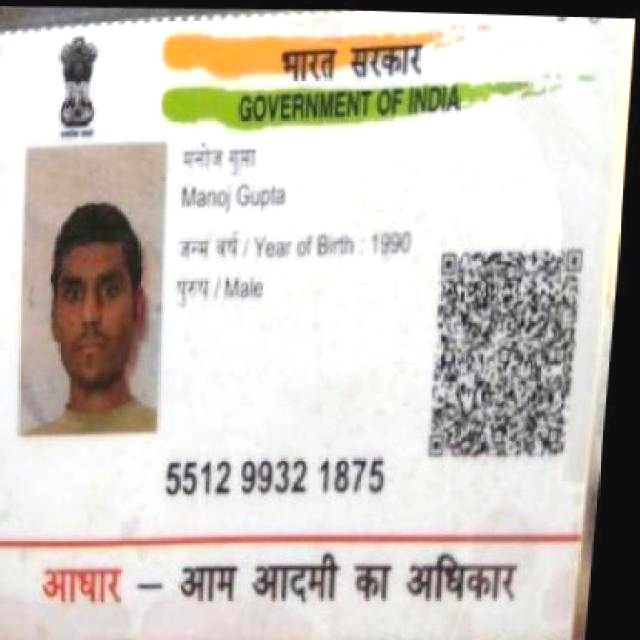 भारत सरकार
GOVERNMENT OF INDIA
मनोज गुप्ता
Manoj Gupta
जन्म वर्ष / Year of Birth : 1990
पुरुष / Male
5512 9932 1875
आधार – आम आदमी का अधिकार